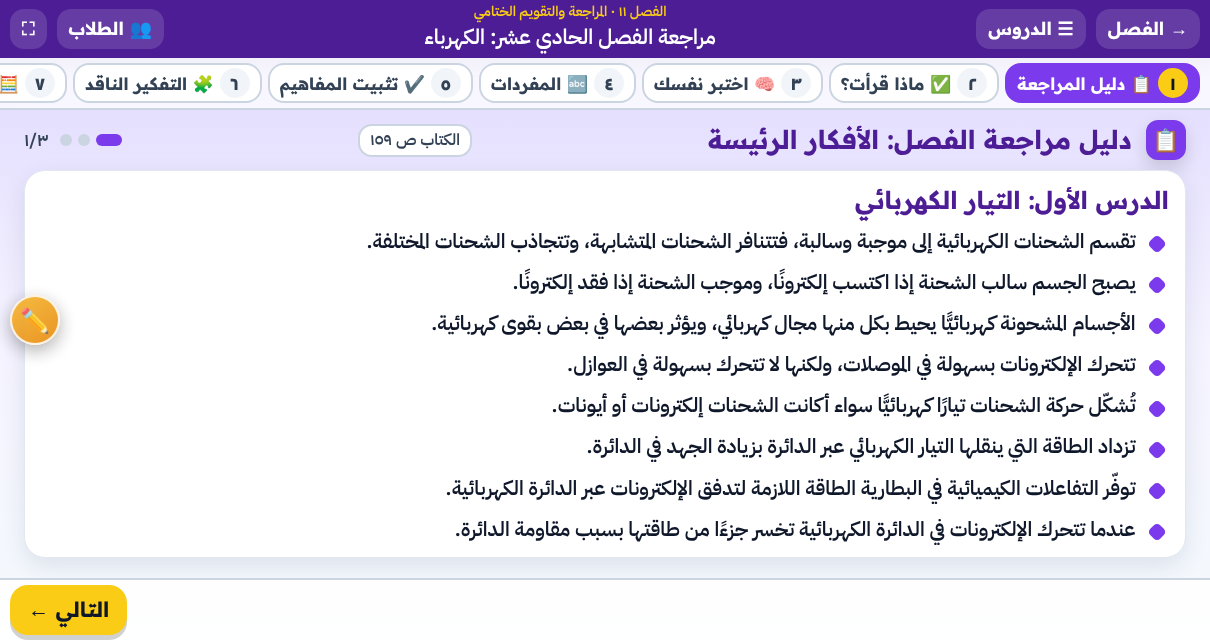 → الفصل
☰ الدروس
الفصل ١١ · المراجعة والتقويم الختامي
مراجعة الفصل الحادي عشر: الكهرباء
👥 الطلاب
١ 📋 دليل المراجعة
٢ ✅ ماذا قرأت؟
٣ 🧠 اختبر نفسك
٤ 🔤 المفردات
٥ ✔️ تثبيت المفاهيم
٦ 🧩 التفكير الناقد
٧ 🧮
📋 دليل مراجعة الفصل: الأفكار الرئيسة
الكتاب ص ١٥٩
١/٣
الدرس الأول: التيار الكهربائي
تقسم الشحنات الكهربائية إلى موجبة وسالبة، فتتنافر الشحنات المتشابهة، وتتجاذب الشحنات المختلفة.
يصبح الجسم سالب الشحنة إذا اكتسب إلكترونًا، وموجب الشحنة إذا فقد إلكترونًا.
الأجسام المشحونة كهربائيًّا يحيط بكل منها مجال كهربائي، ويؤثر بعضها في بعض بقوى كهربائية.
تتحرك الإلكترونات بسهولة في الموصلات، ولكنها لا تتحرك بسهولة في العوازل.
تُشكّل حركة الشحنات تيارًا كهربائيًّا سواء أكانت الشحنات إلكترونات أو أيونات.
تزداد الطاقة التي ينقلها التيار الكهربائي عبر الدائرة بزيادة الجهد في الدائرة.
توفّر التفاعلات الكيميائية في البطارية الطاقة اللازمة لتدفق الإلكترونات عبر الدائرة الكهربائية.
عندما تتحرك الإلكترونات في الدائرة الكهربائية تخسر جزءًا من طاقتها بسبب مقاومة الدائرة.
التالي ←